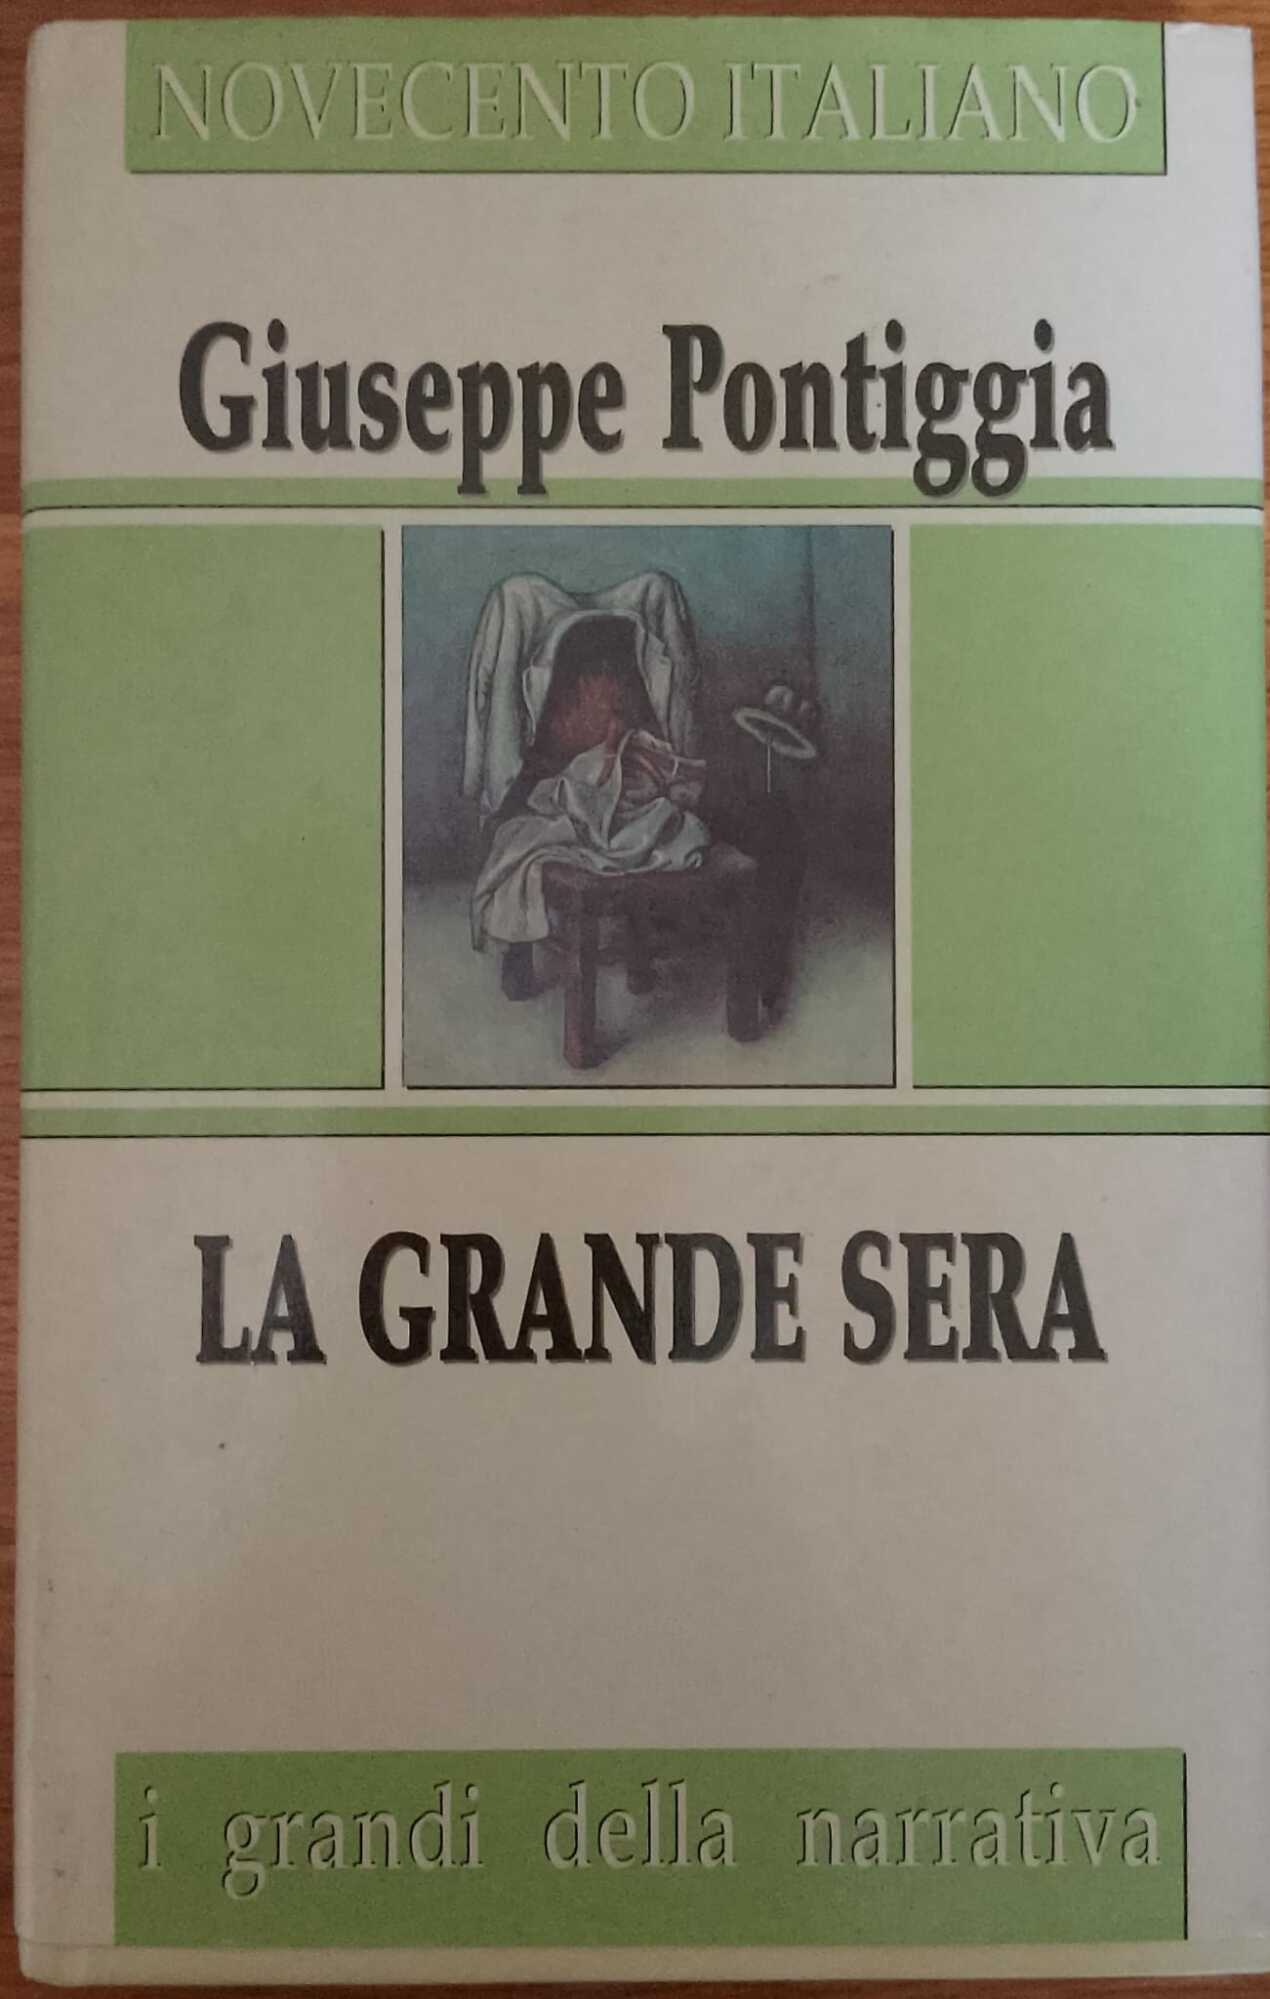 NOVECENTO ITALIANO
Giuseppe Pontiggia
LA GRANDE SERA
i grandi della narrativa